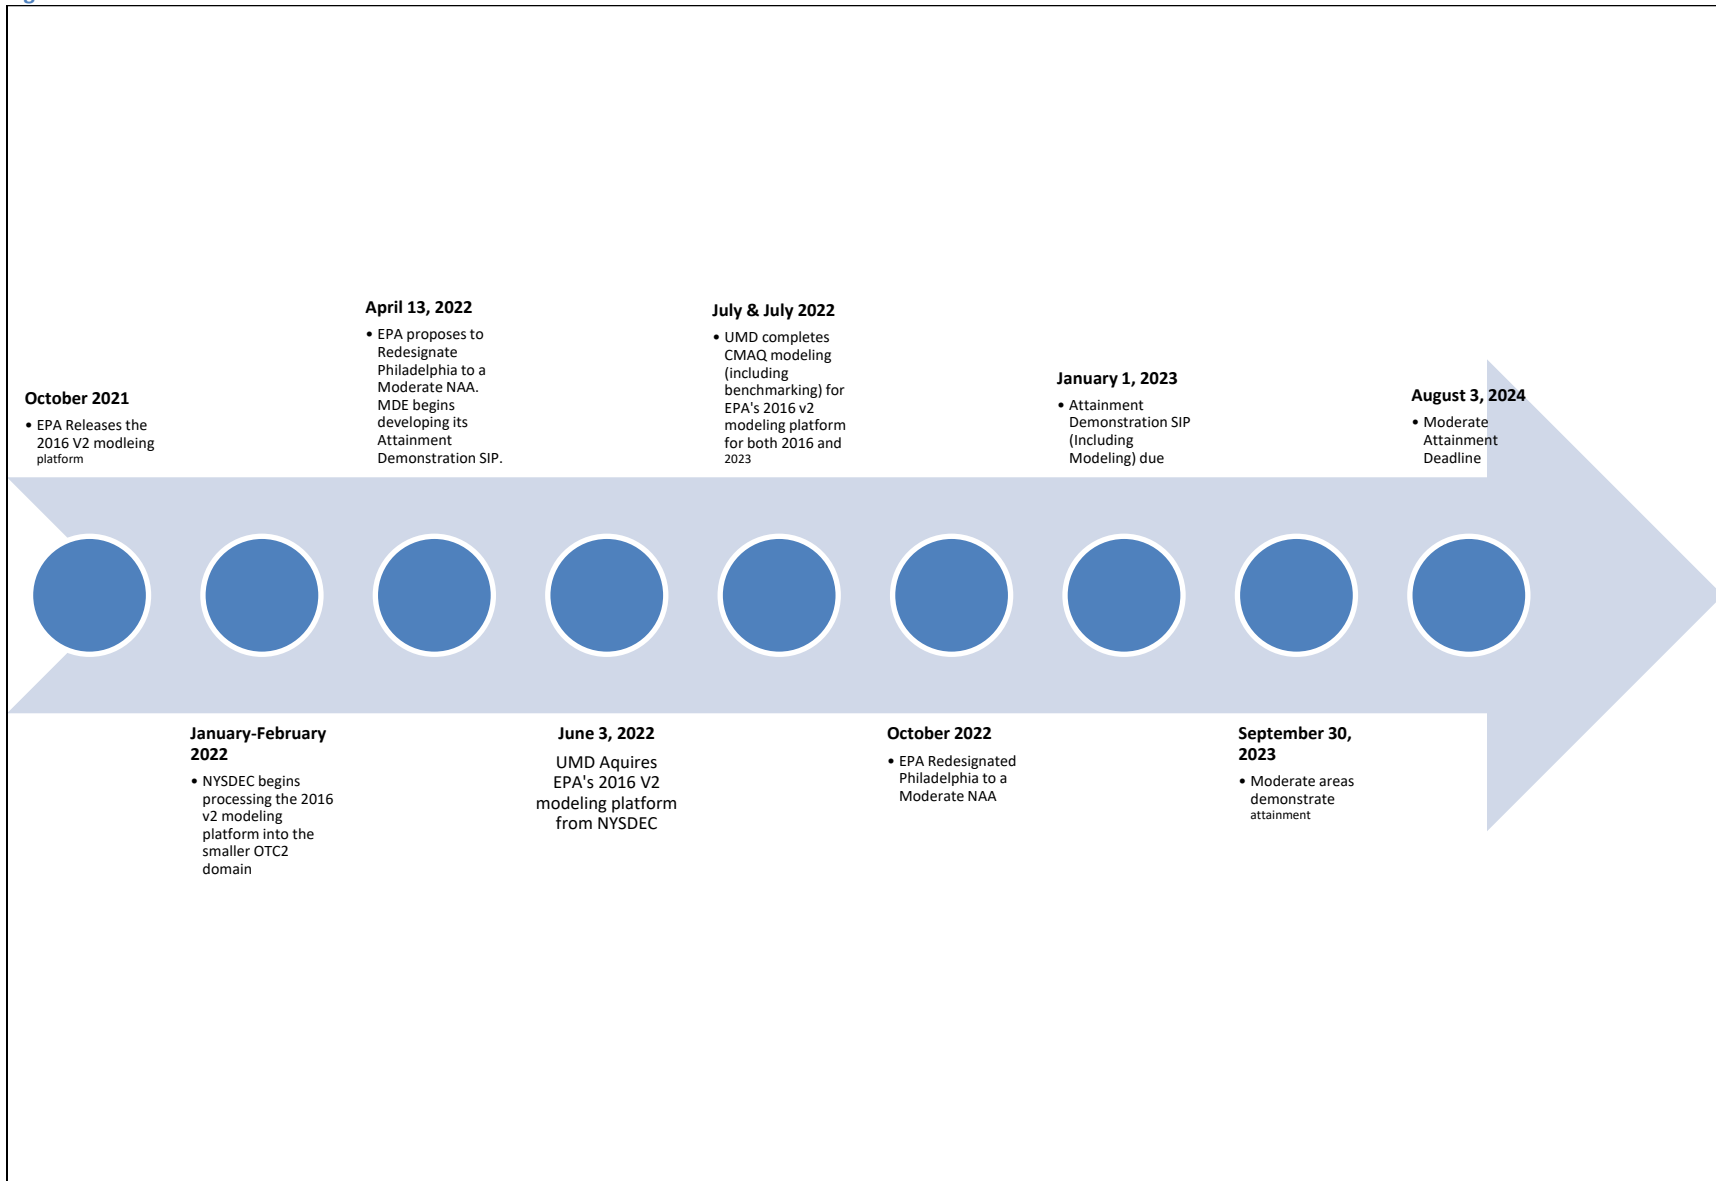 October 2021
• EPA Releases the
2016 V2 modleing
platform
January-February
2022
• NYSDEC begins
processing the 2016
v2 modeling
platform into the
smaller OTC2
domain
April 13, 2022
• EPA proposes to
Redesignate
Philadelphia to a
Moderate NAA.
MDE begins
developing its
Attainment
Demonstration SIP.
June 3, 2022
UMD Aquires
EPA's 2016 V2
modeling platform
from NYSDEC
July & July 2022
• UMD completes
CMAQ modeling
(including
benchmarking) for
EPA's 2016 v2
modeling platform
for both 2016 and
2023
October 2022
• EPA Redesignated
Philadelphia to a
Moderate NAA
January 1, 2023
• Attainment
Demonstration SIP
(Including
Modeling) due
September 30,
2023
• Moderate areas
demonstrate
attainment
August 3, 2024
• Moderate
Attainment
Deadline